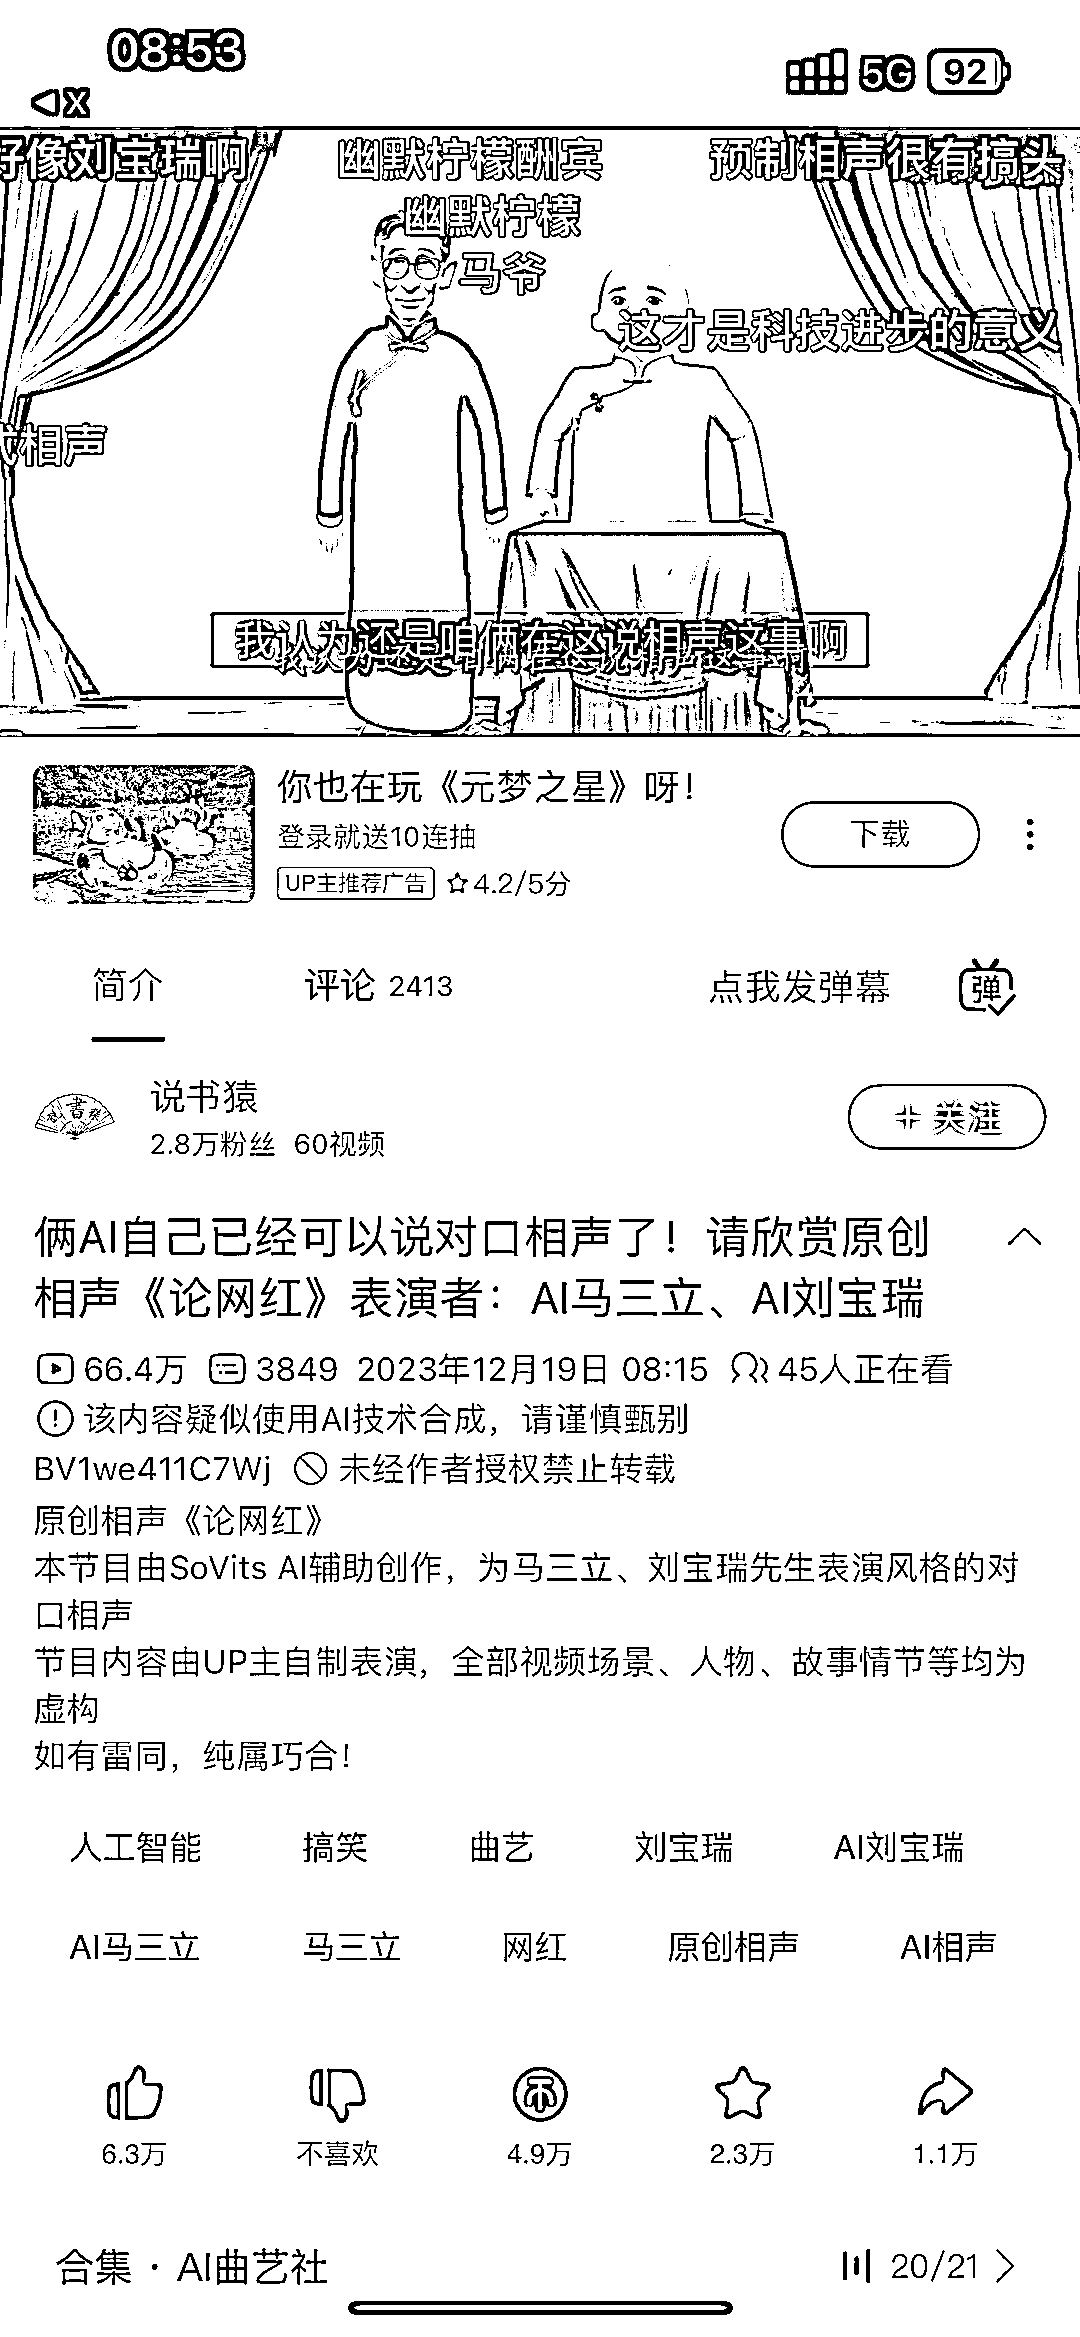 08:53
5G 92
X
好像刘宝瑞啊 幽默柠檬酬宾 预制相声很有搞头
幽默柠檬
马爷
这才是科技进步的意义
相声
我认为还是咱俩在这说相声这事啊
你也在玩《元梦之星》呀！
登录就送10连抽
下载
UP主推荐广告 4.2/5分
简介 评论 2413 点我发弹幕 弹
说书猿
2.8万粉丝 60视频
+ 关注
俩AI自己已经可以说对口相声了！请欣赏原创
相声《论网红》表演者：AI马三立、AI刘宝瑞
66.4万 3849 2023年12月19日 08:15 45人正在看
该内容疑似使用AI技术合成，请谨慎甄别
BV1we411C7Wj 未经作者授权禁止转载
原创相声《论网红》
本节目由SoVits AI辅助创作，为马三立、刘宝瑞先生表演风格的对
口相声
节目内容由UP主自制表演，全部视频场景、人物、故事情节等均为
虚构
如有雷同，纯属巧合！
人工智能 搞笑 曲艺 刘宝瑞 AI刘宝瑞
AI马三立 马三立 网红 原创相声 AI相声
6.3万 不喜欢 4.9万 2.3万 1.1万
合集 · AI曲艺社 20/21